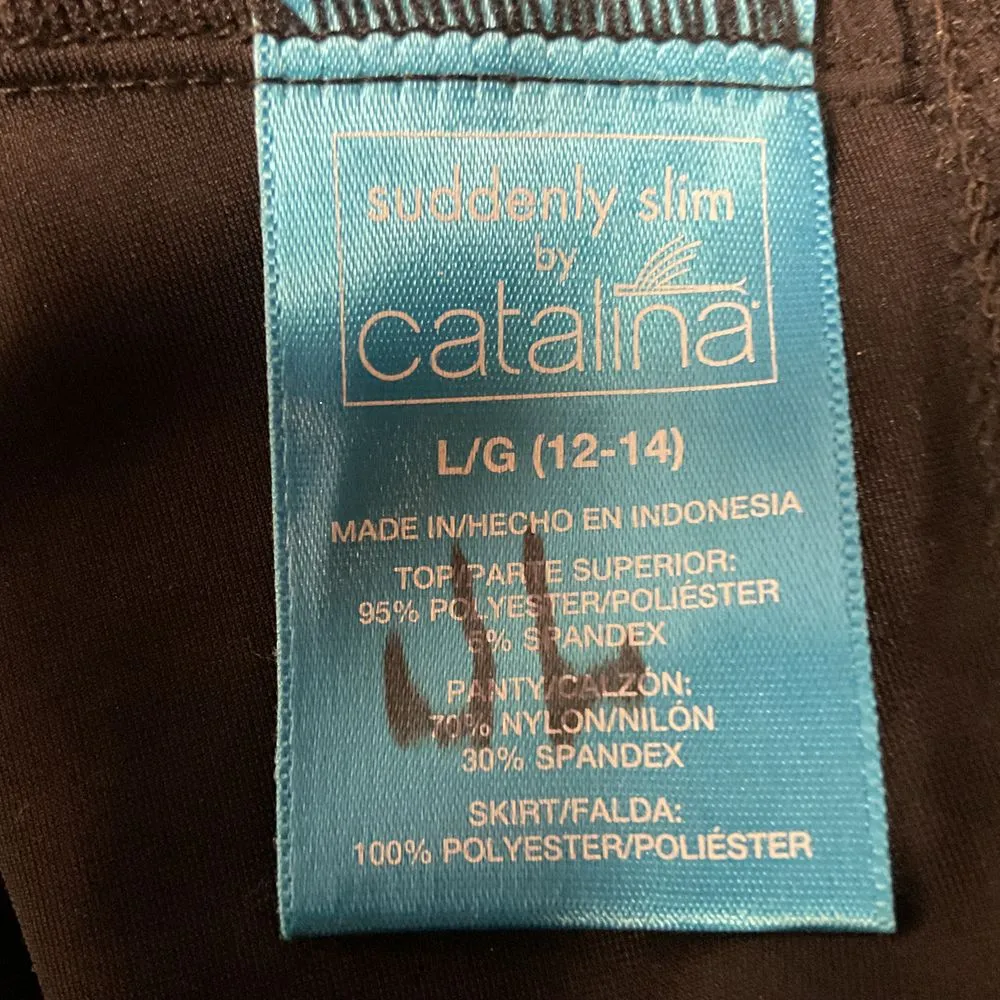 suddenly slim
by
catalina®
L/G (12-14)
MADE IN/HECHO EN INDONESIA
TOP/PARTE SUPERIOR:
95% POLYESTER/POLIÉSTER
5% SPANDEX
PANTY/CALZÓN:
70% NYLON/NILÓN
30% SPANDEX
SKIRT/FALDA:
100% POLYESTER/POLIÉSTER